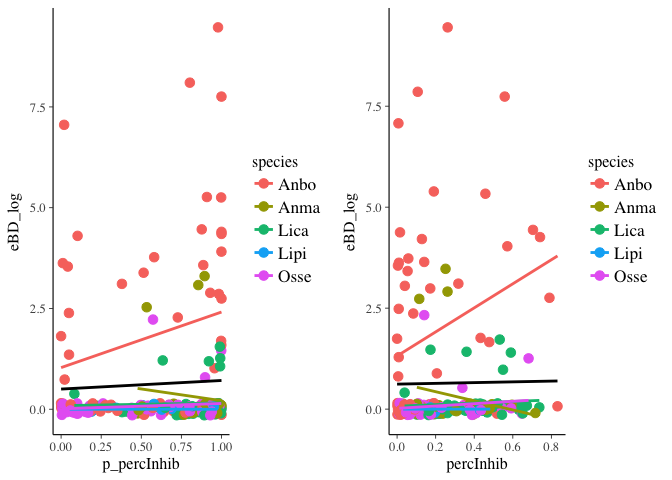 eBD_log
7.5
5.0
2.5
0.0
0.00
0.25
0.50
0.75
1.00
p_percInhib
species
Anbo
Anma
Lica
Lipi
Osse
eBD_log
7.5
5.0
2.5
0.0
0.0
0.2
0.4
0.6
0.8
percInhib
species
Anbo
Anma
Lica
Lipi
Osse